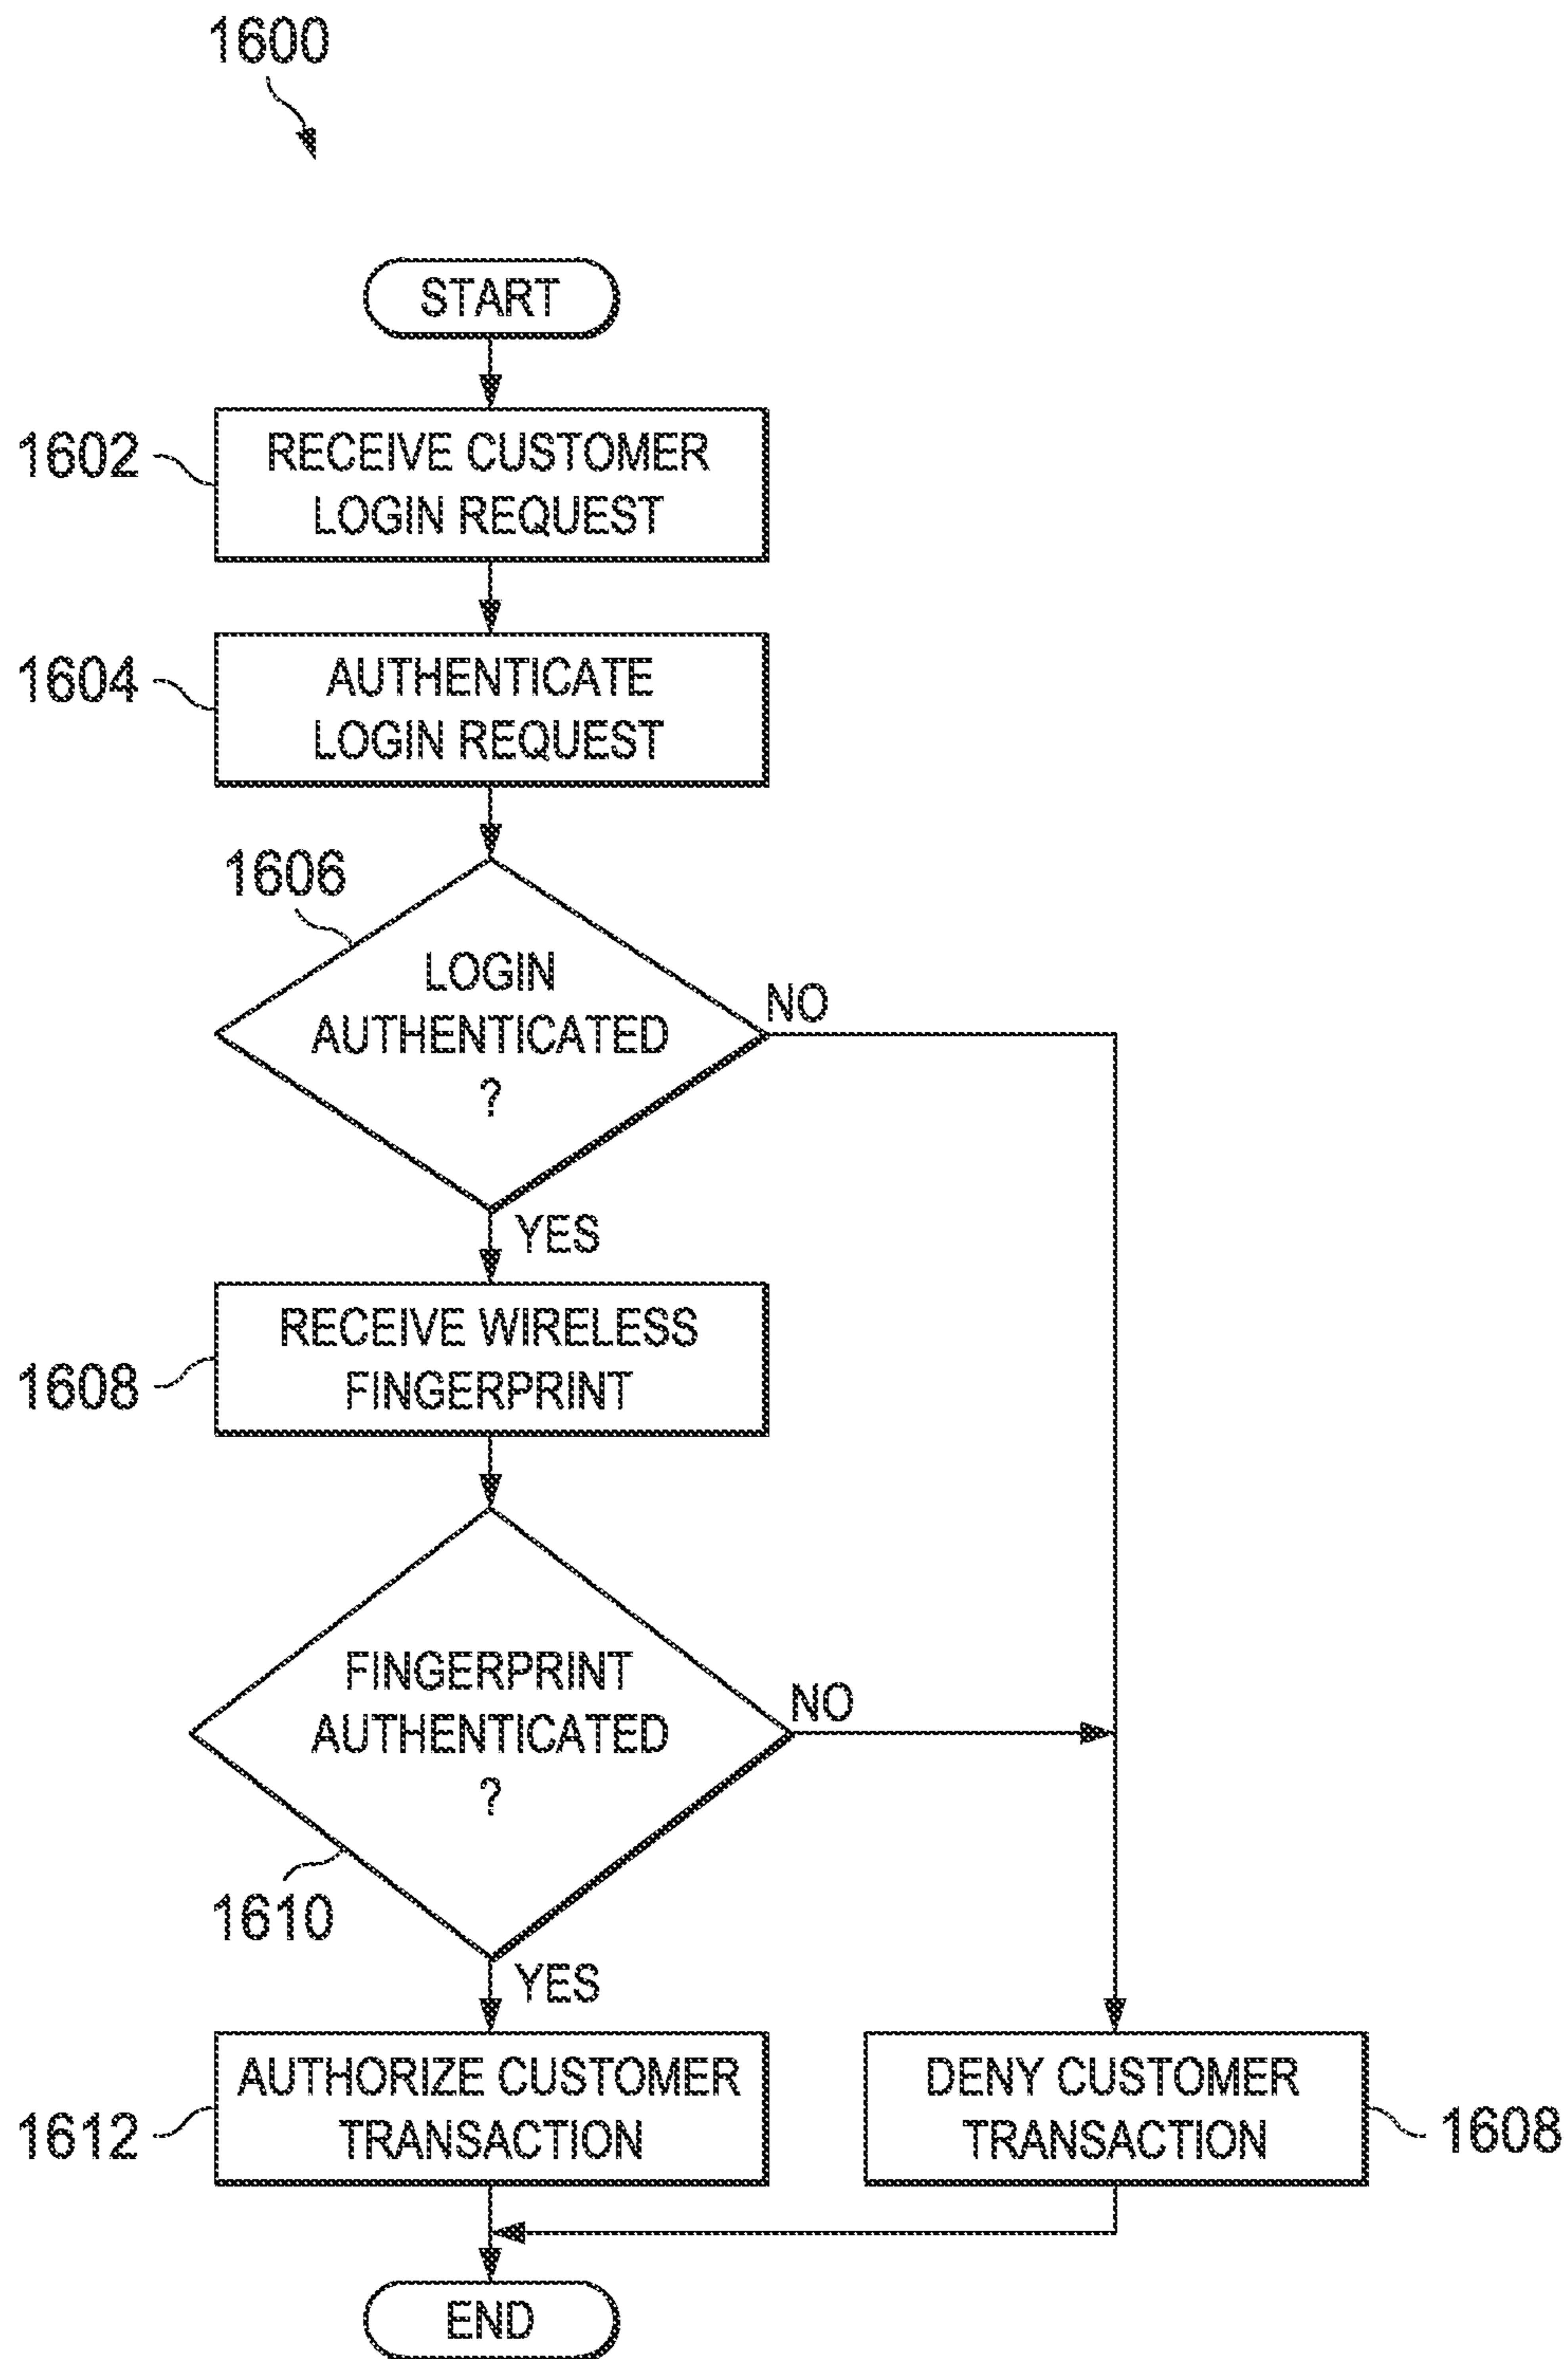 1600
START
1602
RECEIVE CUSTOMER
LOGIN REQUEST
1604
AUTHENTICATE
LOGIN REQUEST
1606
LOGIN
AUTHENTICATED
?
NO
YES
1608
RECEIVE WIRELESS
FINGERPRINT
FINGERPRINT
AUTHENTICATED
?
NO
1610
YES
1612
AUTHORIZE CUSTOMER
TRANSACTION
DENY CUSTOMER
TRANSACTION
1608
END